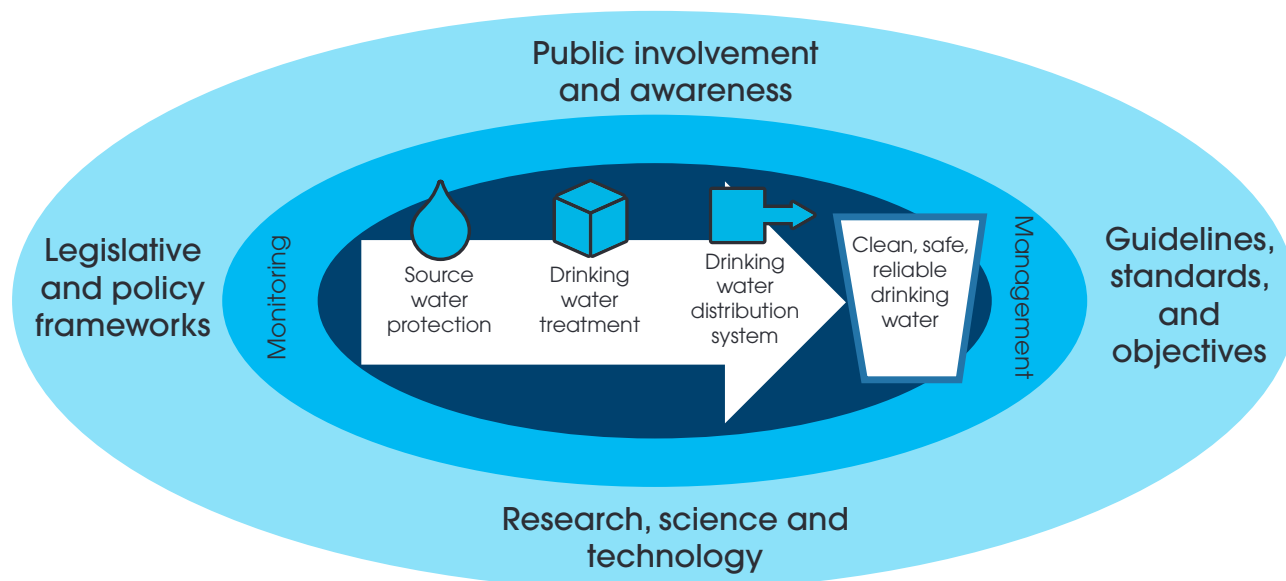 Public involvement
and awareness
Legislative
and policy
frameworks
Monitoring
Source
water
protection
Drinking
water
treatment
Drinking
water
distribution
system
Clean, safe,
reliable
drinking
water
Management
Guidelines,
standards,
and
objectives
Research, science and
technology